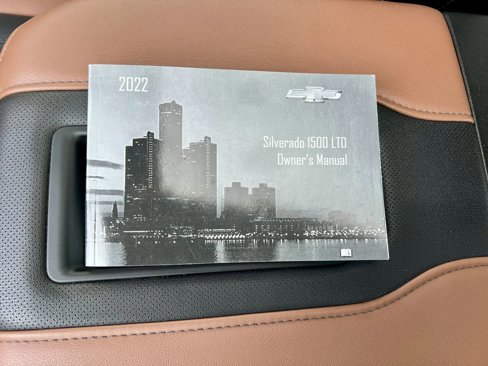 2022
Silverado 1500 LTD
Owner's Manual